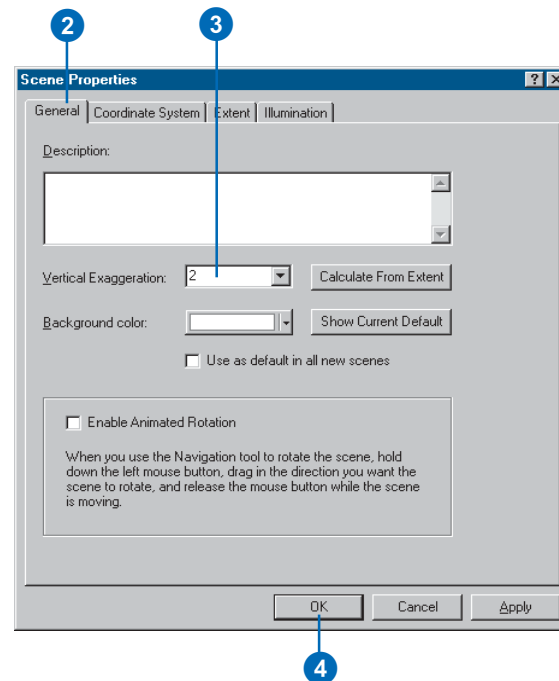 2 3
Scene Properties
General Coordinate System Extent Illumination
Description:
Vertical Exaggeration: 2 Calculate From Extent
Background color: Show Current Default
Use as default in all new scenes
Enable Animated Rotation
When you use the Navigation tool to rotate the scene, hold
down the left mouse button, drag in the direction you want the
scene to rotate, and release the mouse button while the scene
is moving.
OK Cancel Apply
4